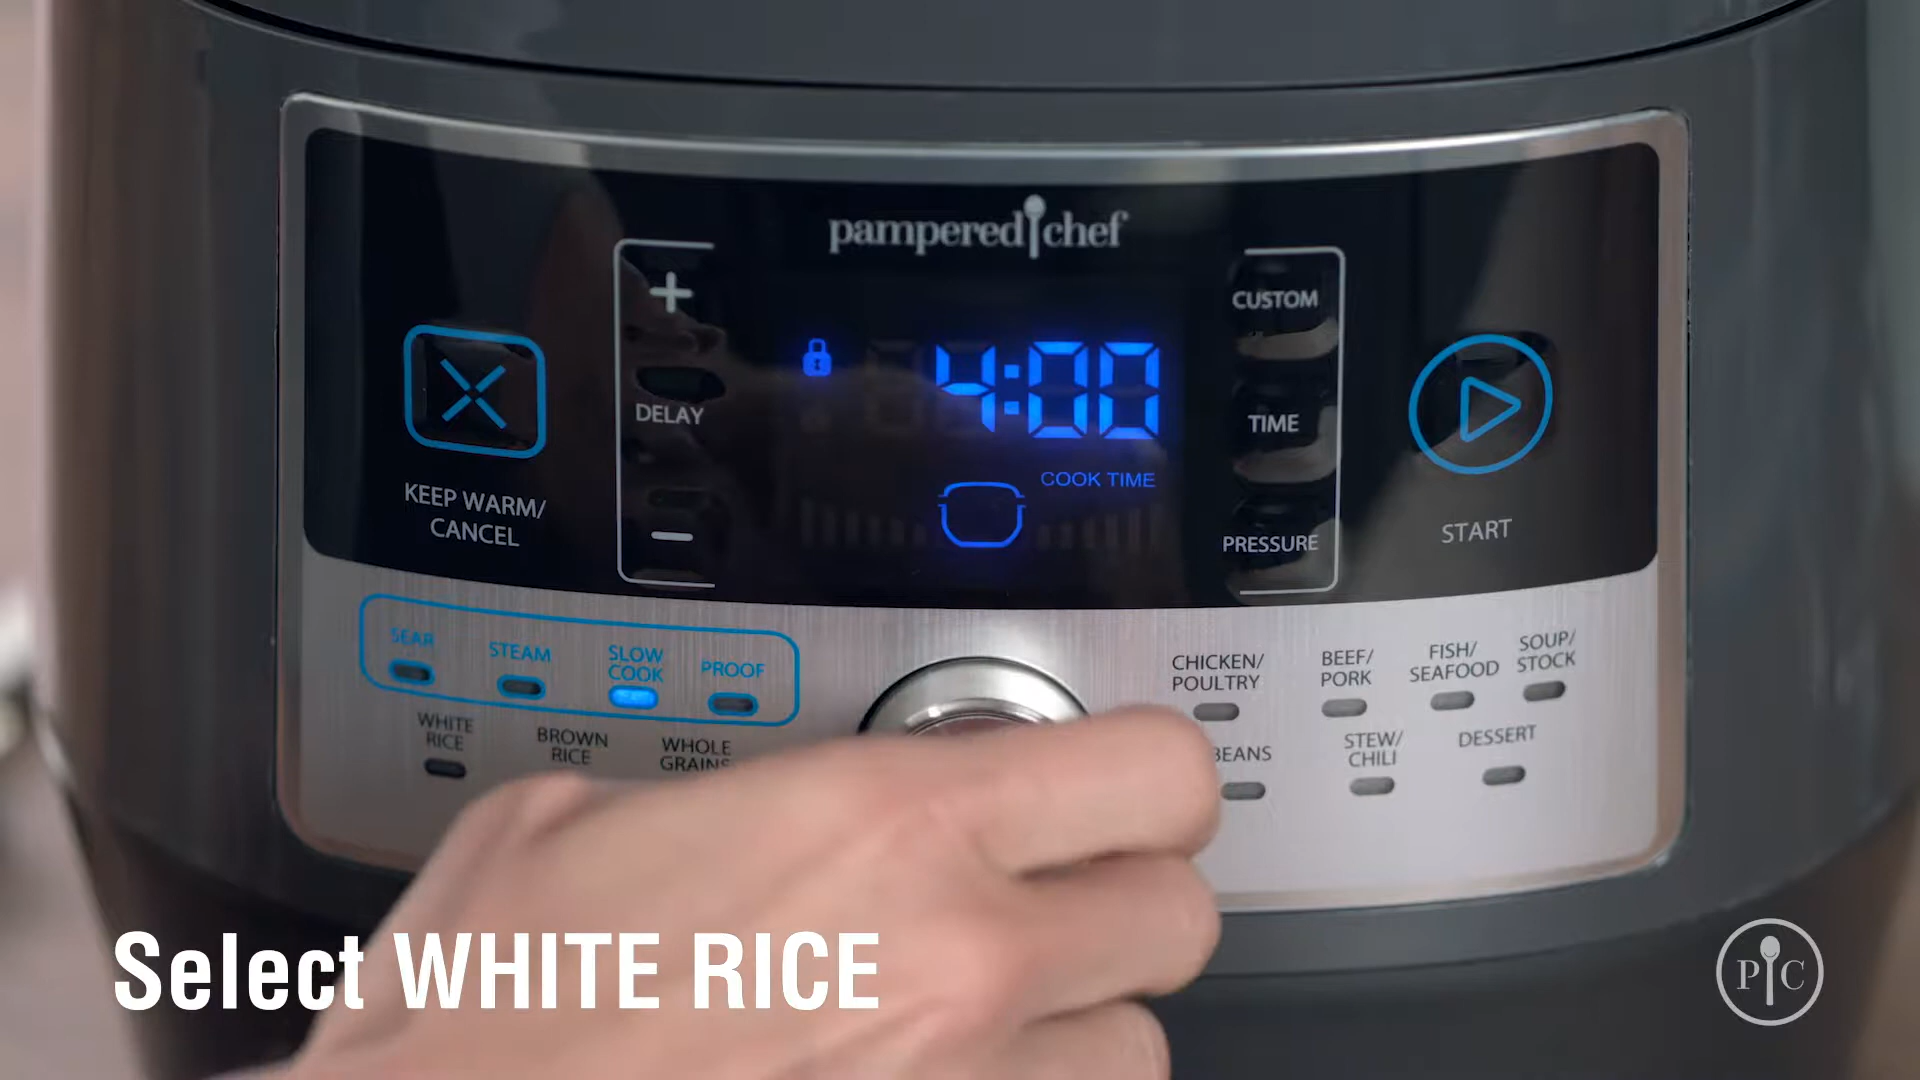 pampered chef
+
CUSTOM
4:00
DELAY
TIME
COOK TIME
KEEP WARM/
CANCEL
−
PRESSURE
START
SEAR
STEAM
SLOW
COOK
PROOF
WHITE
RICE
BROWN
RICE
WHOLE
GRAINS
CHICKEN/
POULTRY
BEEF/
PORK
FISH/
SEAFOOD
SOUP/
STOCK
BEANS
STEW/
CHILI
DESSERT
Select WHITE RICE
P C